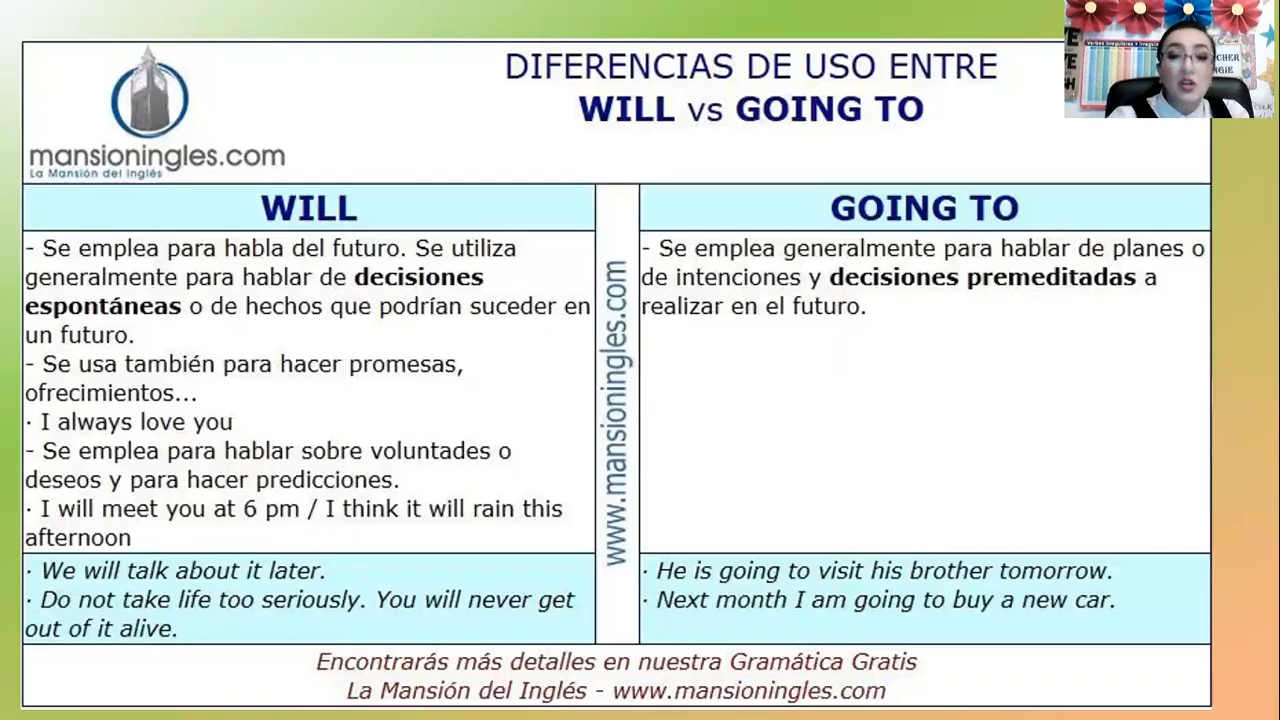 DIFERENCIAS DE USO ENTRE
WILL vs GOING TO
mansioningles.com
La Mansión del Inglés
WILL
- Se emplea para habla del futuro. Se utiliza
generalmente para hablar de decisiones
espontáneas o de hechos que podrían suceder en
un futuro.
- Se usa también para hacer promesas,
ofrecimientos...
· I always love you
- Se emplea para hablar sobre voluntades o
deseos y para hacer predicciones.
· I will meet you at 6 pm / I think it will rain this
afternoon
· We will talk about it later.
· Do not take life too seriously. You will never get
out of it alive.
www.mansioningles.com
GOING TO
- Se emplea generalmente para hablar de planes o
de intenciones y decisiones premeditadas a
realizar en el futuro.
· He is going to visit his brother tomorrow.
· Next month I am going to buy a new car.
Encontrarás más detalles en nuestra Gramática Gratis
La Mansión del Inglés - www.mansioningles.com